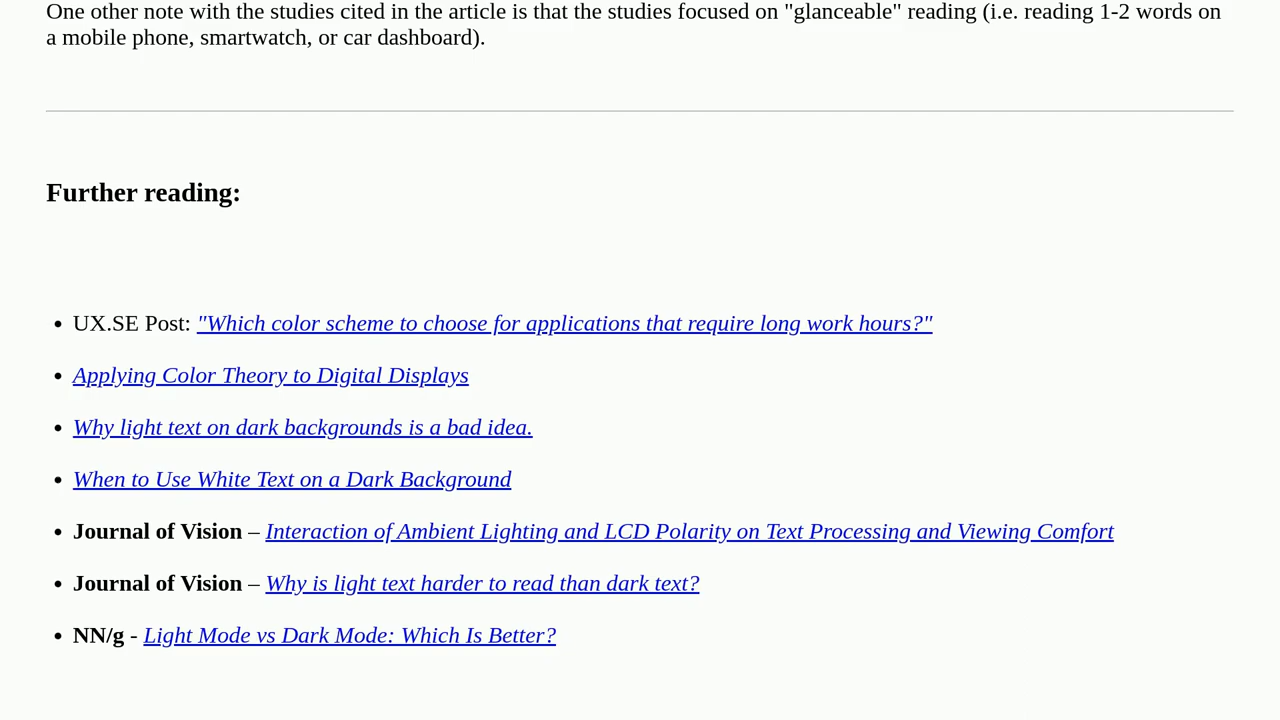 One other note with the studies cited in the article is that the studies focused on "glanceable" reading (i.e. reading 1-2 words on
a mobile phone, smartwatch, or car dashboard).
Further reading:
• UX.SE Post: "Which color scheme to choose for applications that require long work hours?"
• Applying Color Theory to Digital Displays
• Why light text on dark backgrounds is a bad idea.
• When to Use White Text on a Dark Background
• Journal of Vision – Interaction of Ambient Lighting and LCD Polarity on Text Processing and Viewing Comfort
• Journal of Vision – Why is light text harder to read than dark text?
• NN/g - Light Mode vs Dark Mode: Which Is Better?